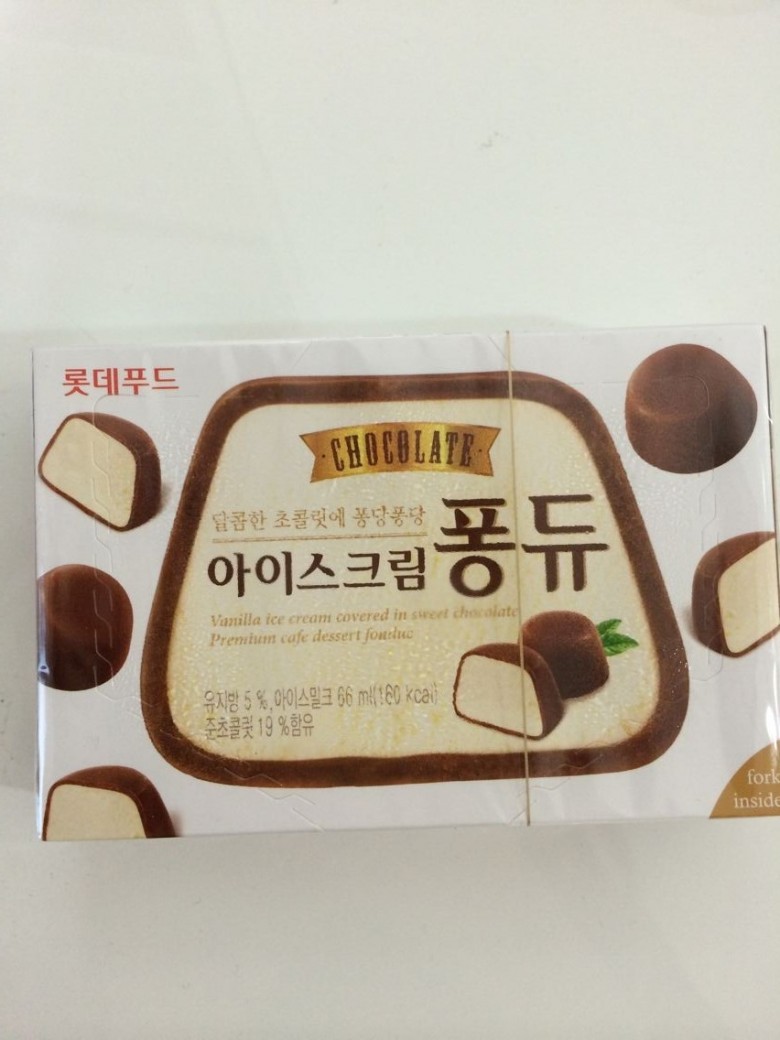 롯데푸드
·CHOCOLATE·
달콤한 초콜릿에 퐁당퐁당
아이스크림 퐁듀
Vanilla ice cream covered in sweet chocolate
Premium cafe dessert fondue
유지방 5 %, 아이스밀크 66 ml(160 kcal)
준초콜릿 19 %함유
fork
inside